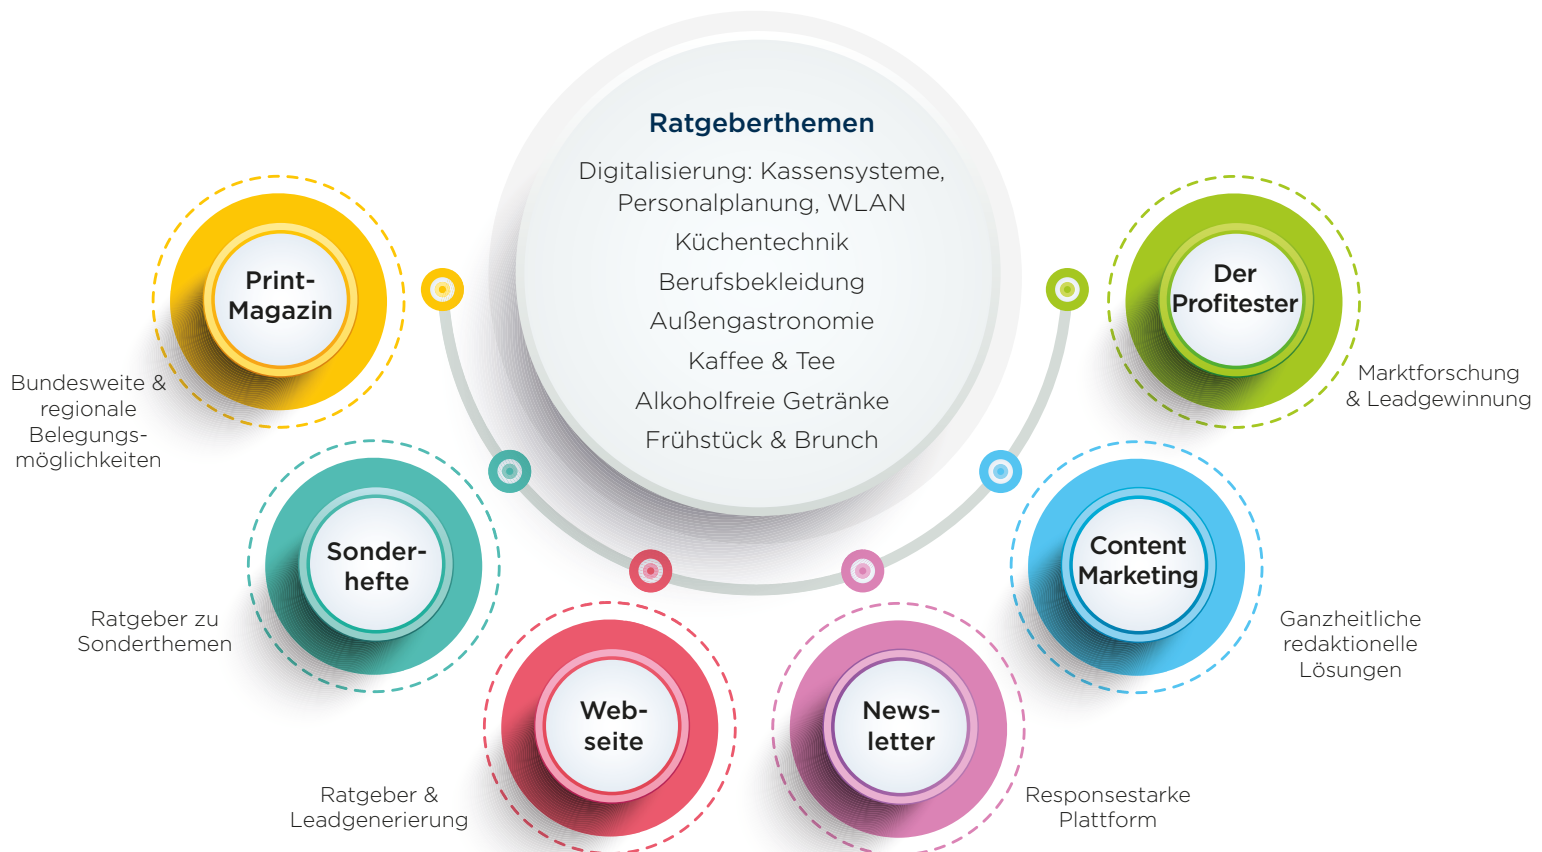 Ratgeberthemen
Digitalisierung: Kassensysteme,
Personalplanung, WLAN
Küchentechnik
Berufsbekleidung
Außengastronomie
Kaffee & Tee
Alkoholfreie Getränke
Frühstück & Brunch
Print-
Magazin
Bundesweite &
regionale
Belegungs-
möglichkeiten
Sonder-
hefte
Ratgeber zu
Sonderthemen
Web-
seite
Ratgeber &
Leadgenerierung
News-
letter
Responsestarke
Plattform
Content
Marketing
Ganzheitliche
redaktionelle
Lösungen
Der
Profitester
Marktforschung
& Leadgewinnung